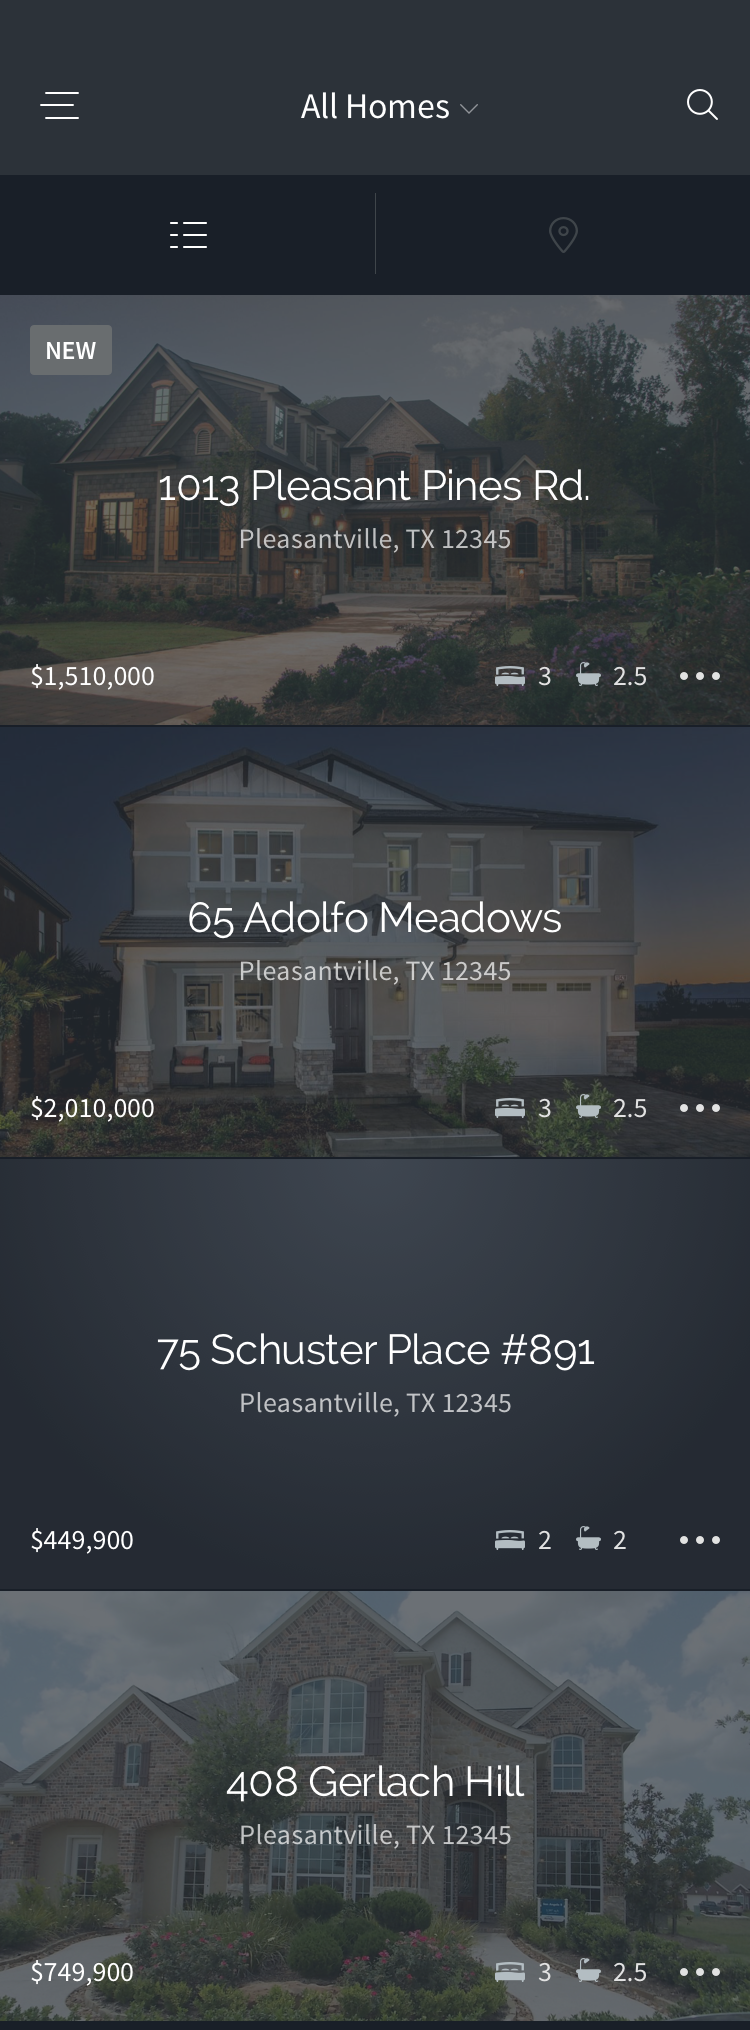 All Homes
NEW
1013 Pleasant Pines Rd.
Pleasantville, TX 12345
$1,510,000 3 2.5
65 Adolfo Meadows
Pleasantville, TX 12345
$2,010,000 3 2.5
75 Schuster Place #891
Pleasantville, TX 12345
$449,900 2 2
408 Gerlach Hill
Pleasantville, TX 12345
$749,900 3 2.5